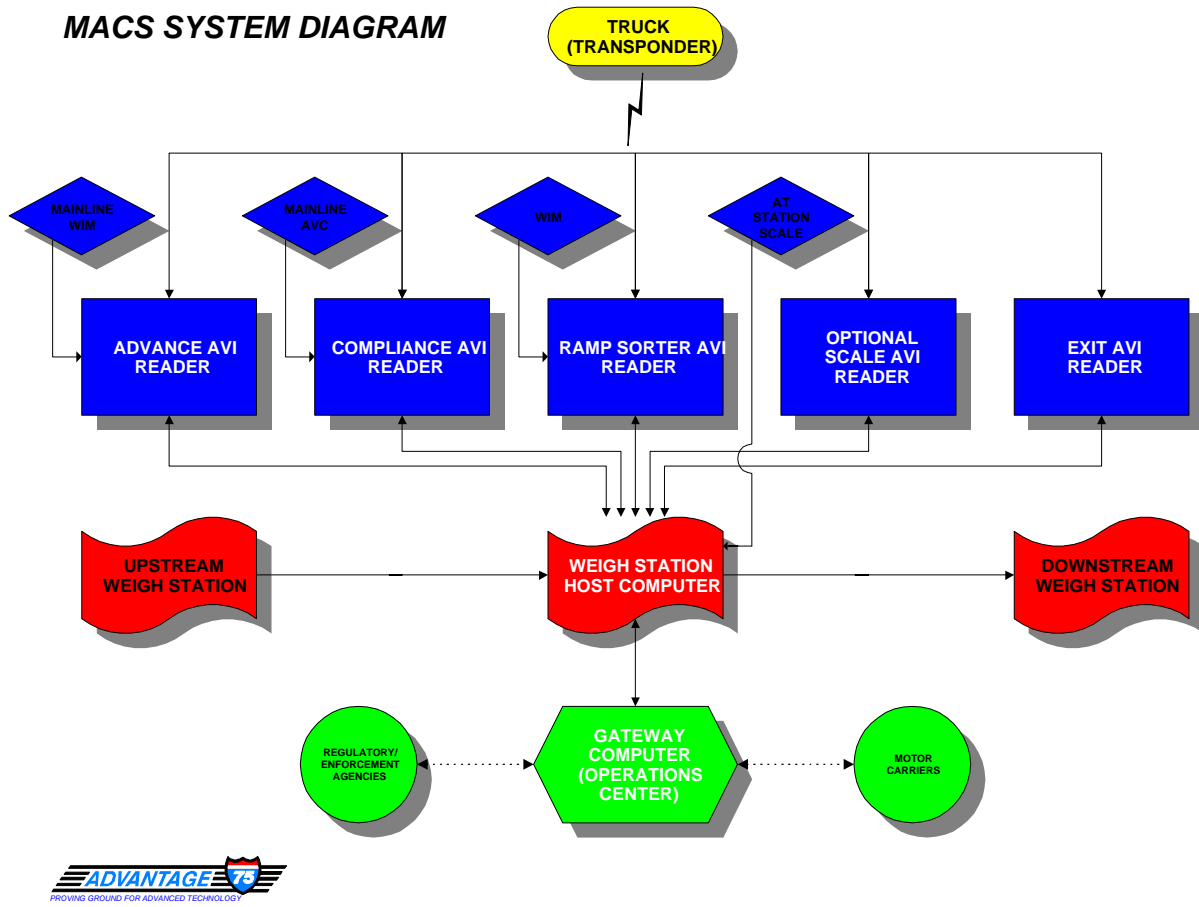 MACS SYSTEM DIAGRAM
TRUCK
(TRANSPONDER)
MAINLINE
WIM
MAINLINE
AVC
WIM
AT
STATION
SCALE
ADVANCE AVI
READER
COMPLIANCE AVI
READER
RAMP SORTER AVI
READER
OPTIONAL
SCALE AVI
READER
EXIT AVI
READER
UPSTREAM
WEIGH STATION
WEIGH STATION
HOST COMPUTER
DOWNSTREAM
WEIGH STATION
REGULATORY/
ENFORCEMENT
AGENCIES
GATEWAY
COMPUTER
(OPERATIONS
CENTER)
MOTOR
CARRIERS
ADVANTAGE 75
PROVING GROUND FOR ADVANCED TECHNOLOGY